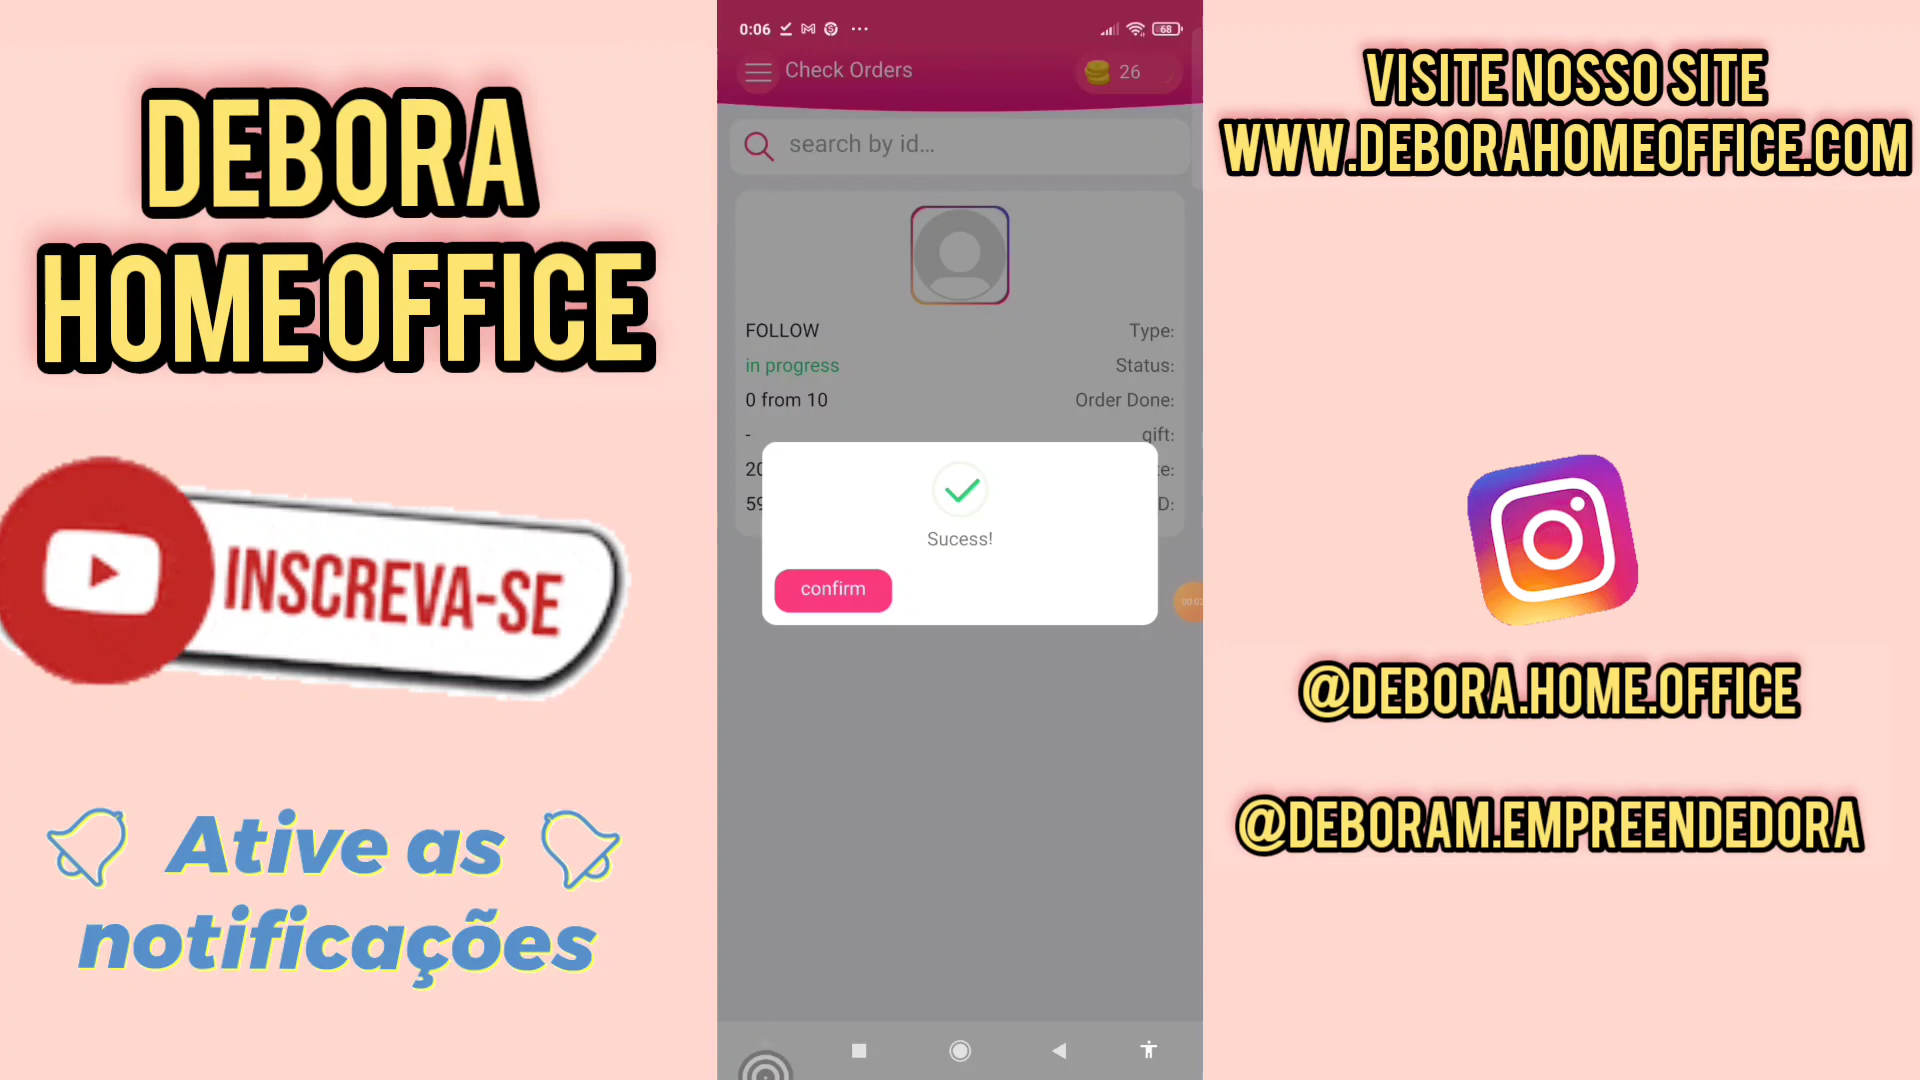 DEBORA
HOME OFFICE
INSCREVA-SE
Ative as
notificações
0:06
68
Check Orders
26
search by id...
FOLLOW
Type:
in progress
Status:
0 from 10
Order Done:
-
gift:
Sucess!
confirm
VISITE NOSSO SITE
WWW.DEBORAHOMEOFFICE.COM
@DEBORA.HOME.OFFICE
@DEBORAM.EMPREENDEDORA